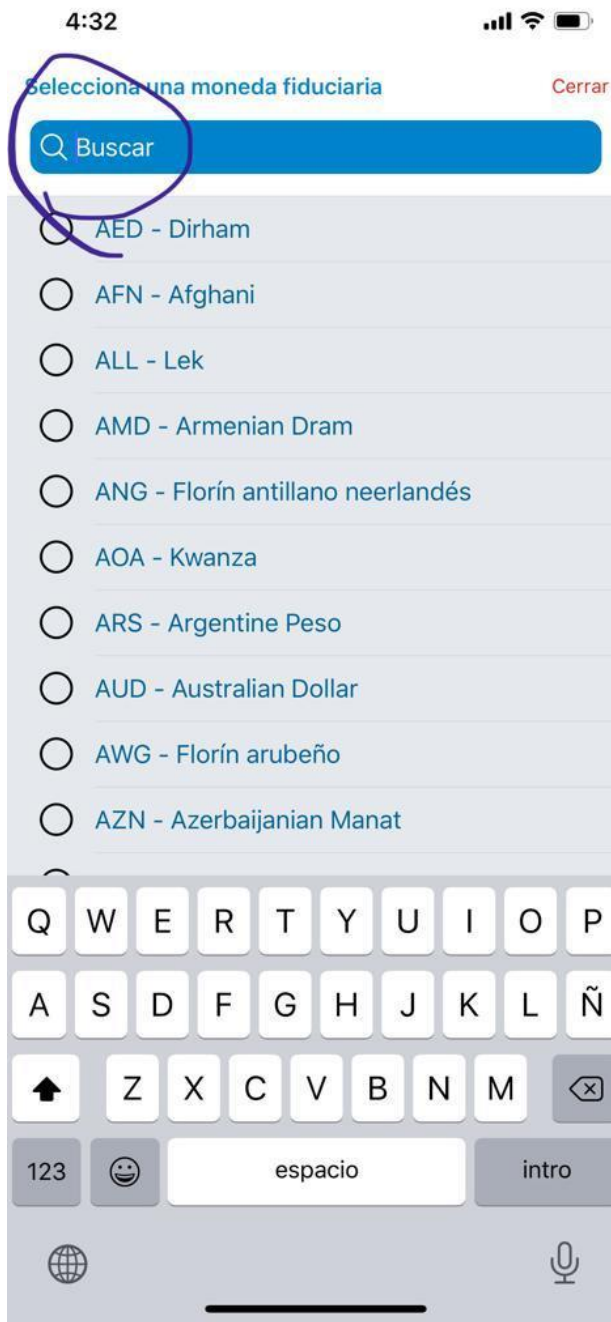 4:32
Selecciona una moneda fiduciaria Cerrar
Buscar
AED - Dirham
AFN - Afghani
ALL - Lek
AMD - Armenian Dram
ANG - Florín antillano neerlandés
AOA - Kwanza
ARS - Argentine Peso
AUD - Australian Dollar
AWG - Florín arubeño
AZN - Azerbaijanian Manat
Q W E R T Y U I O P
A S D F G H J K L Ñ
Z X C V B N M
123 espacio intro